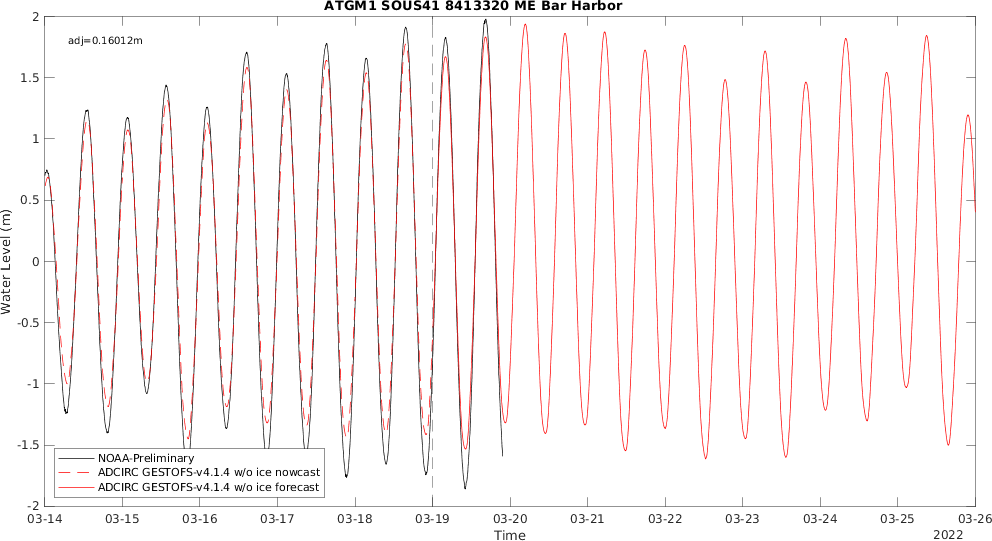 ATGM1 SOUS41 8413320 ME Bar Harbor
adj=0.16012m
2
1.5
1
0.5
0
-0.5
-1
-1.5
-2
Water Level (m)
NOAA-Preliminary
ADCIRC GESTOFS-v4.1.4 w/o ice nowcast
ADCIRC GESTOFS-v4.1.4 w/o ice forecast
03-14 03-15 03-16 03-17 03-18 03-19 03-20 03-21 03-22 03-23 03-24 03-25 03-26
Time
2022